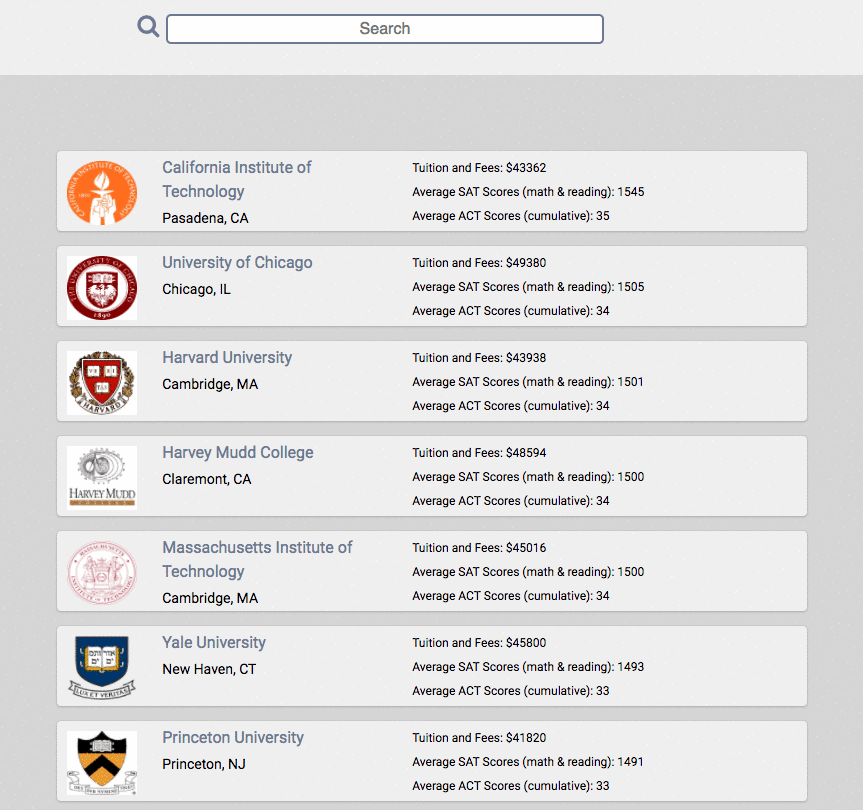 Search
California Institute of
Technology
Pasadena, CA
Tuition and Fees: $43362
Average SAT Scores (math & reading): 1545
Average ACT Scores (cumulative): 35
CALIFORNIA INSTITUTE OF TECHNOLOGY
University of Chicago
Chicago, IL
Tuition and Fees: $49380
Average SAT Scores (math & reading): 1505
Average ACT Scores (cumulative): 34
THE UNIVERSITY OF CHICAGO
1890
Harvard University
Cambridge, MA
Tuition and Fees: $43938
Average SAT Scores (math & reading): 1501
Average ACT Scores (cumulative): 34
HARVARD
Harvey Mudd College
Claremont, CA
Tuition and Fees: $48594
Average SAT Scores (math & reading): 1500
Average ACT Scores (cumulative): 34
HARVEY MUDD
COLLEGE
Massachusetts Institute of
Technology
Cambridge, MA
Tuition and Fees: $45016
Average SAT Scores (math & reading): 1500
Average ACT Scores (cumulative): 34
MASSACHUSETTS
INSTITUTE OF TECHNOLOGY
Yale University
New Haven, CT
Tuition and Fees: $45800
Average SAT Scores (math & reading): 1493
Average ACT Scores (cumulative): 33
LUX ET VERITAS
Princeton University
Princeton, NJ
Tuition and Fees: $41820
Average SAT Scores (math & reading): 1491
Average ACT Scores (cumulative): 33